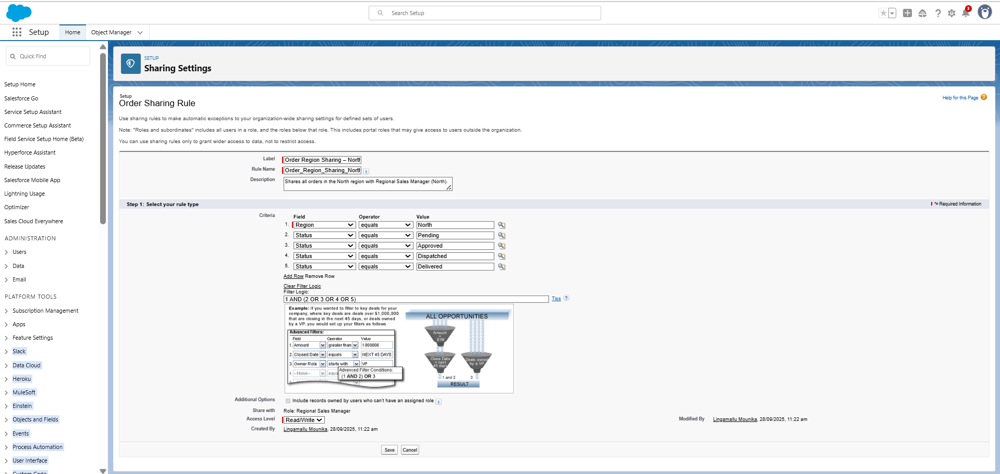 Search Setup
3
Setup
Home
Object Manager
Quick Find
Setup Home
Salesforce Go
Service Setup Assistant
Commerce Setup Assistant
Field Service Setup Home (Beta)
Hyperforce Assistant
Release Updates
Salesforce Mobile App
Lightning Usage
Optimizer
Sales Cloud Everywhere
ADMINISTRATION
Users
Data
Email
PLATFORM TOOLS
Subscription Management
Apps
Feature Settings
Slack
Data Cloud
Heroku
MuleSoft
Einstein
Objects and Fields
Events
Process Automation
User Interface
Custom Code
SETUP
Sharing Settings
Setup
Order Sharing Rule
Help for this Page
Use sharing rules to make automatic exceptions to your organization-wide sharing settings for defined sets of users.
Note: "Roles and subordinates" includes all users in a role, and the roles below that role. This includes portal roles that may give access to users outside the organization.
You can use sharing rules only to grant wider access to data, not to restrict access.
Label Order Region Sharing – North
Rule Name Order_Region_Sharing_North
Description Shares all orders in the North region with Regional Sales Manager (North).
Step 1: Select your rule type
*= Required Information
Criteria
Field Operator Value
1. Region equals North
2. Status equals Pending
3. Status equals Approved
4. Status equals Dispatched
5. Status equals Delivered
Add Row Remove Row
Clear Filter Logic
Filter Logic:
1 AND (2 OR 3 OR 4 OR 5)
Tips ?
Example: If you wanted to filter to key deals for your
company, where key deals are deals over $1,000,000
that are closing in the next 45 days, or deals owned
by a VP, you would set up your filters as follows
Advanced Filters:
Field Operator Value
1. Amount greater than 1000000
2. Closed Date equals NEXT 45 DAYS
3. Owner Role starts with VP
4. --None-- equa
Advanced Filter Conditions:
(1 AND 2) OR 3
ALL OPPORTUNITIES
Amount
>
$1M
Close Date
= next
45 days
Deals owned
by a VP
1 and 2
3
RESULT
Additional Options Include records owned by users who can't have an assigned role
Share with Role: Regional Sales Manager
Access Level Read/Write
Modified By Lingamallu Mounika, 28/09/2025, 11:22 am
Created By Lingamallu Mounika, 28/09/2025, 11:22 am
Save Cancel